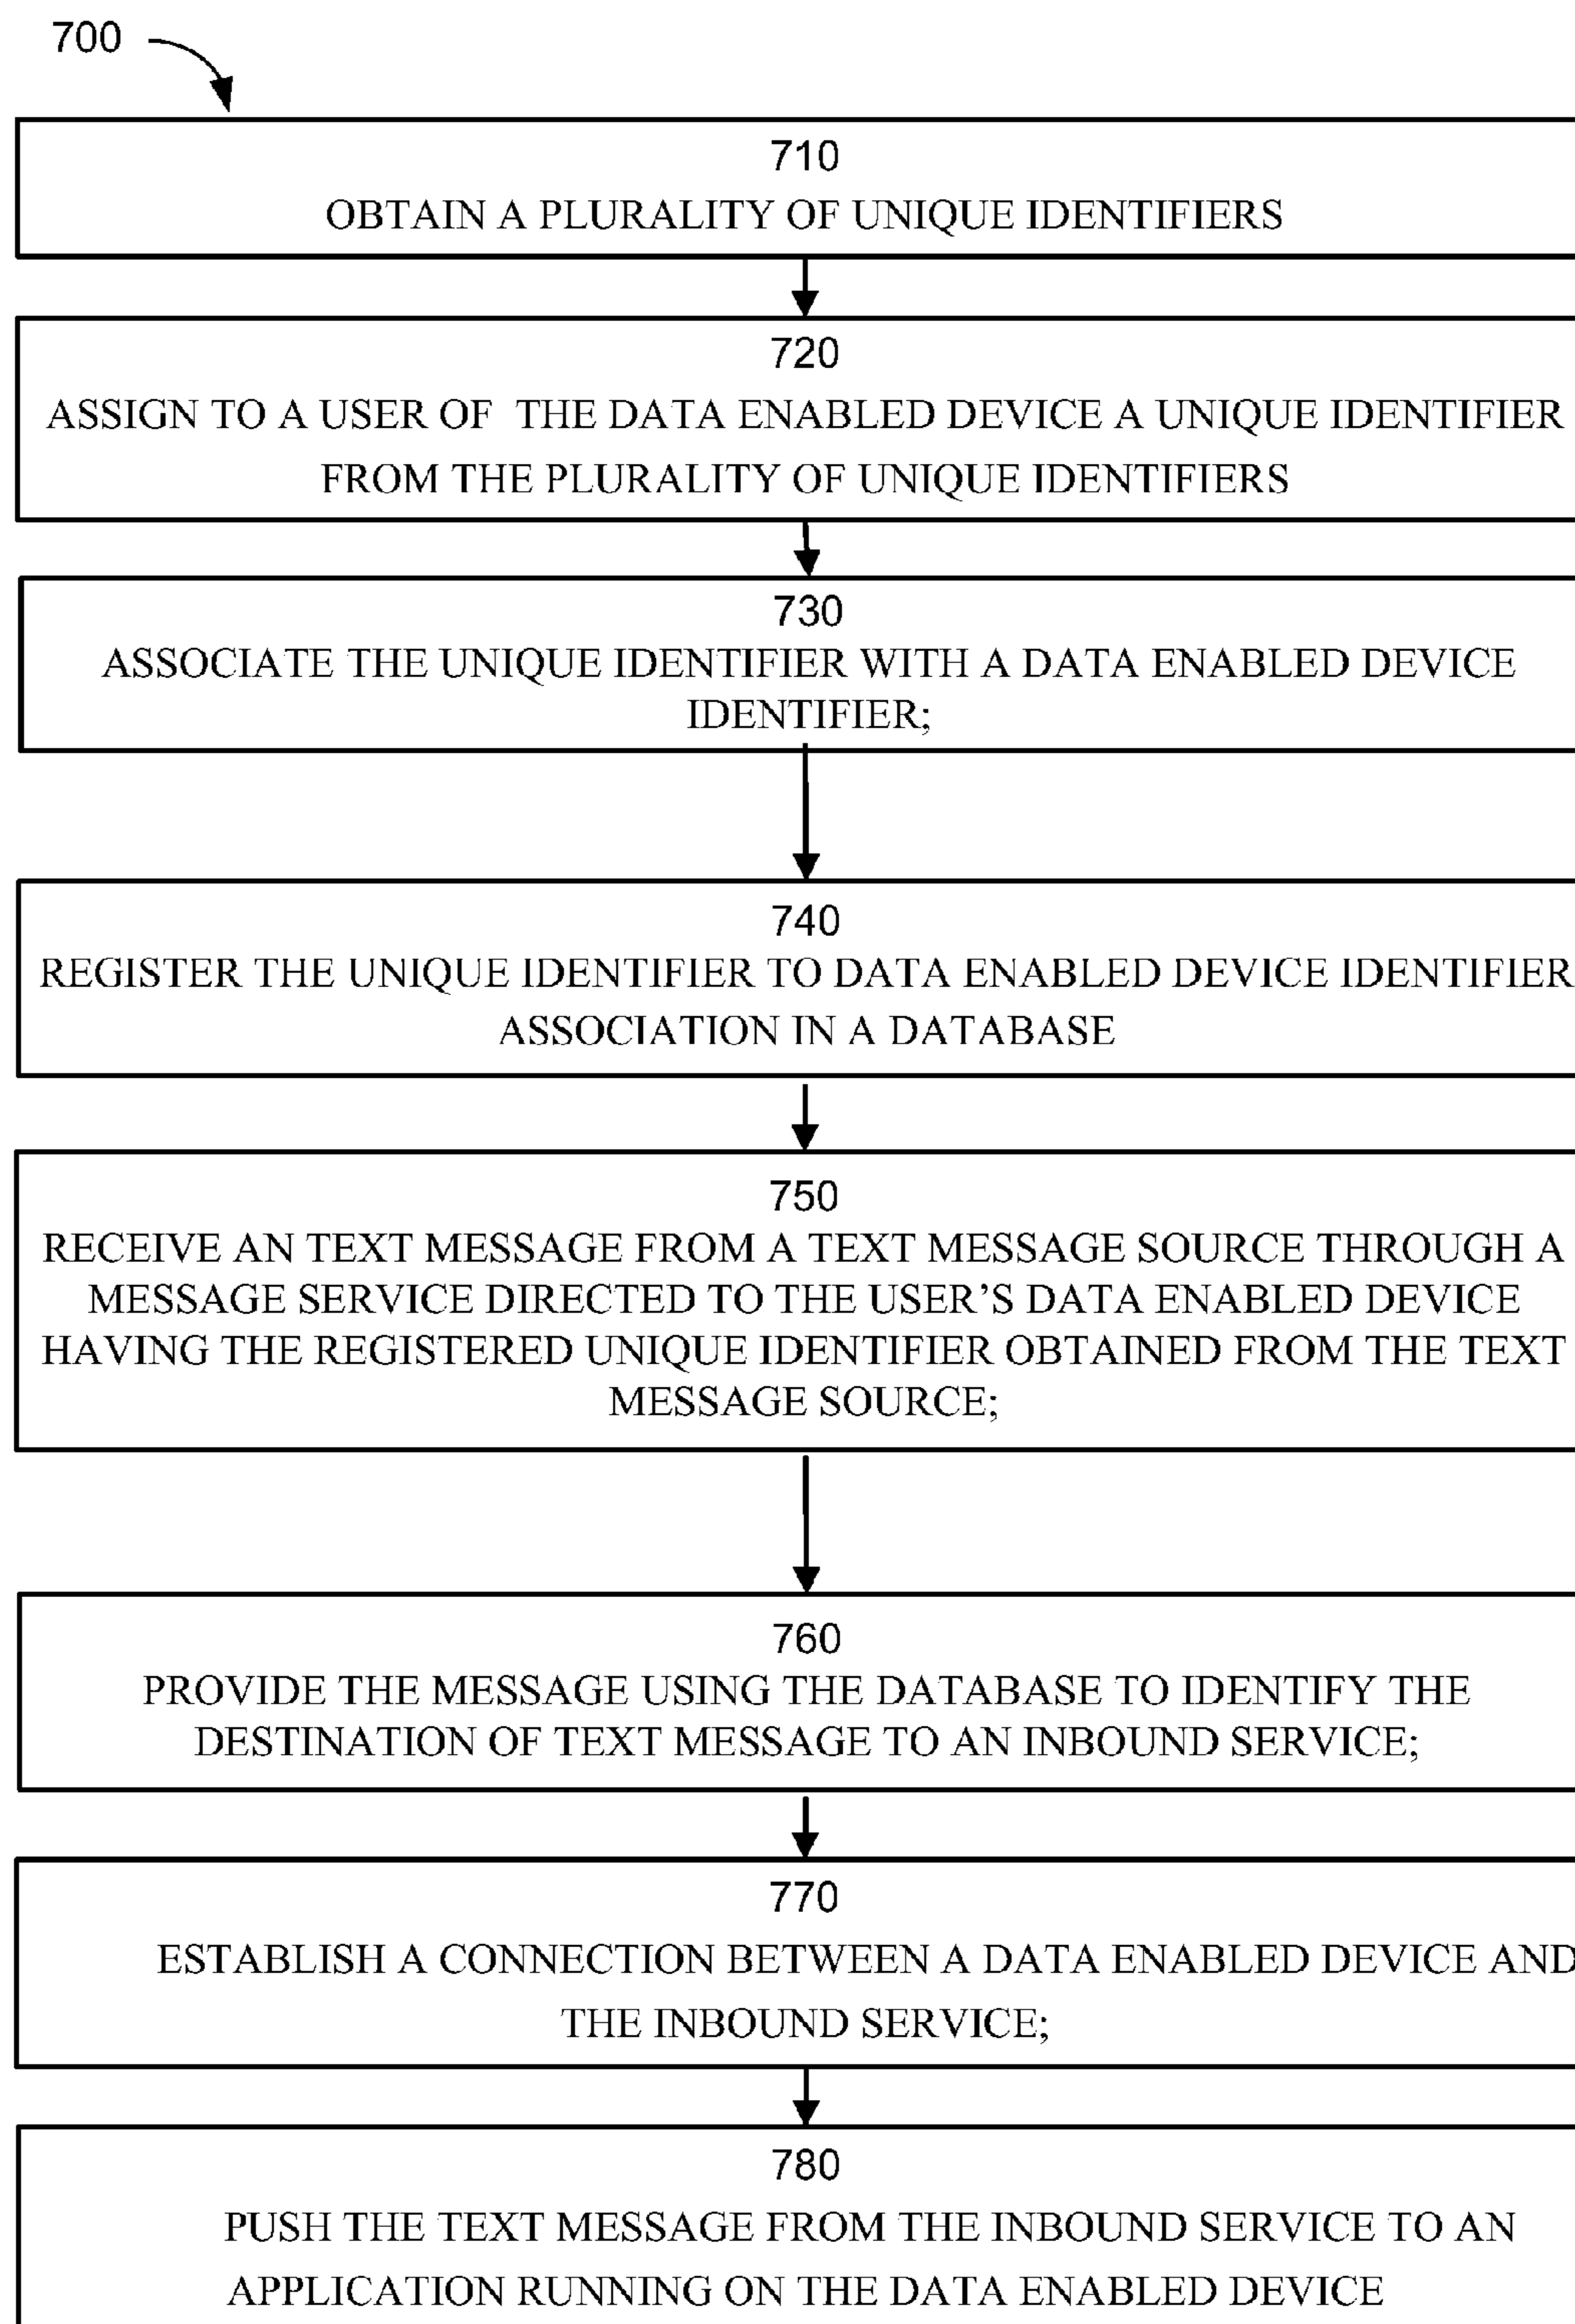 700
710
OBTAIN A PLURALITY OF UNIQUE IDENTIFIERS
720
ASSIGN TO A USER OF THE DATA ENABLED DEVICE A UNIQUE IDENTIFIER
FROM THE PLURALITY OF UNIQUE IDENTIFIERS
730
ASSOCIATE THE UNIQUE IDENTIFIER WITH A DATA ENABLED DEVICE
IDENTIFIER;
740
REGISTER THE UNIQUE IDENTIFIER TO DATA ENABLED DEVICE IDENTIFIER
ASSOCIATION IN A DATABASE
750
RECEIVE AN TEXT MESSAGE FROM A TEXT MESSAGE SOURCE THROUGH A
MESSAGE SERVICE DIRECTED TO THE USER'S DATA ENABLED DEVICE
HAVING THE REGISTERED UNIQUE IDENTIFIER OBTAINED FROM THE TEXT
MESSAGE SOURCE;
760
PROVIDE THE MESSAGE USING THE DATABASE TO IDENTIFY THE
DESTINATION OF TEXT MESSAGE TO AN INBOUND SERVICE;
770
ESTABLISH A CONNECTION BETWEEN A DATA ENABLED DEVICE AND
THE INBOUND SERVICE;
780
PUSH THE TEXT MESSAGE FROM THE INBOUND SERVICE TO AN
APPLICATION RUNNING ON THE DATA ENABLED DEVICE